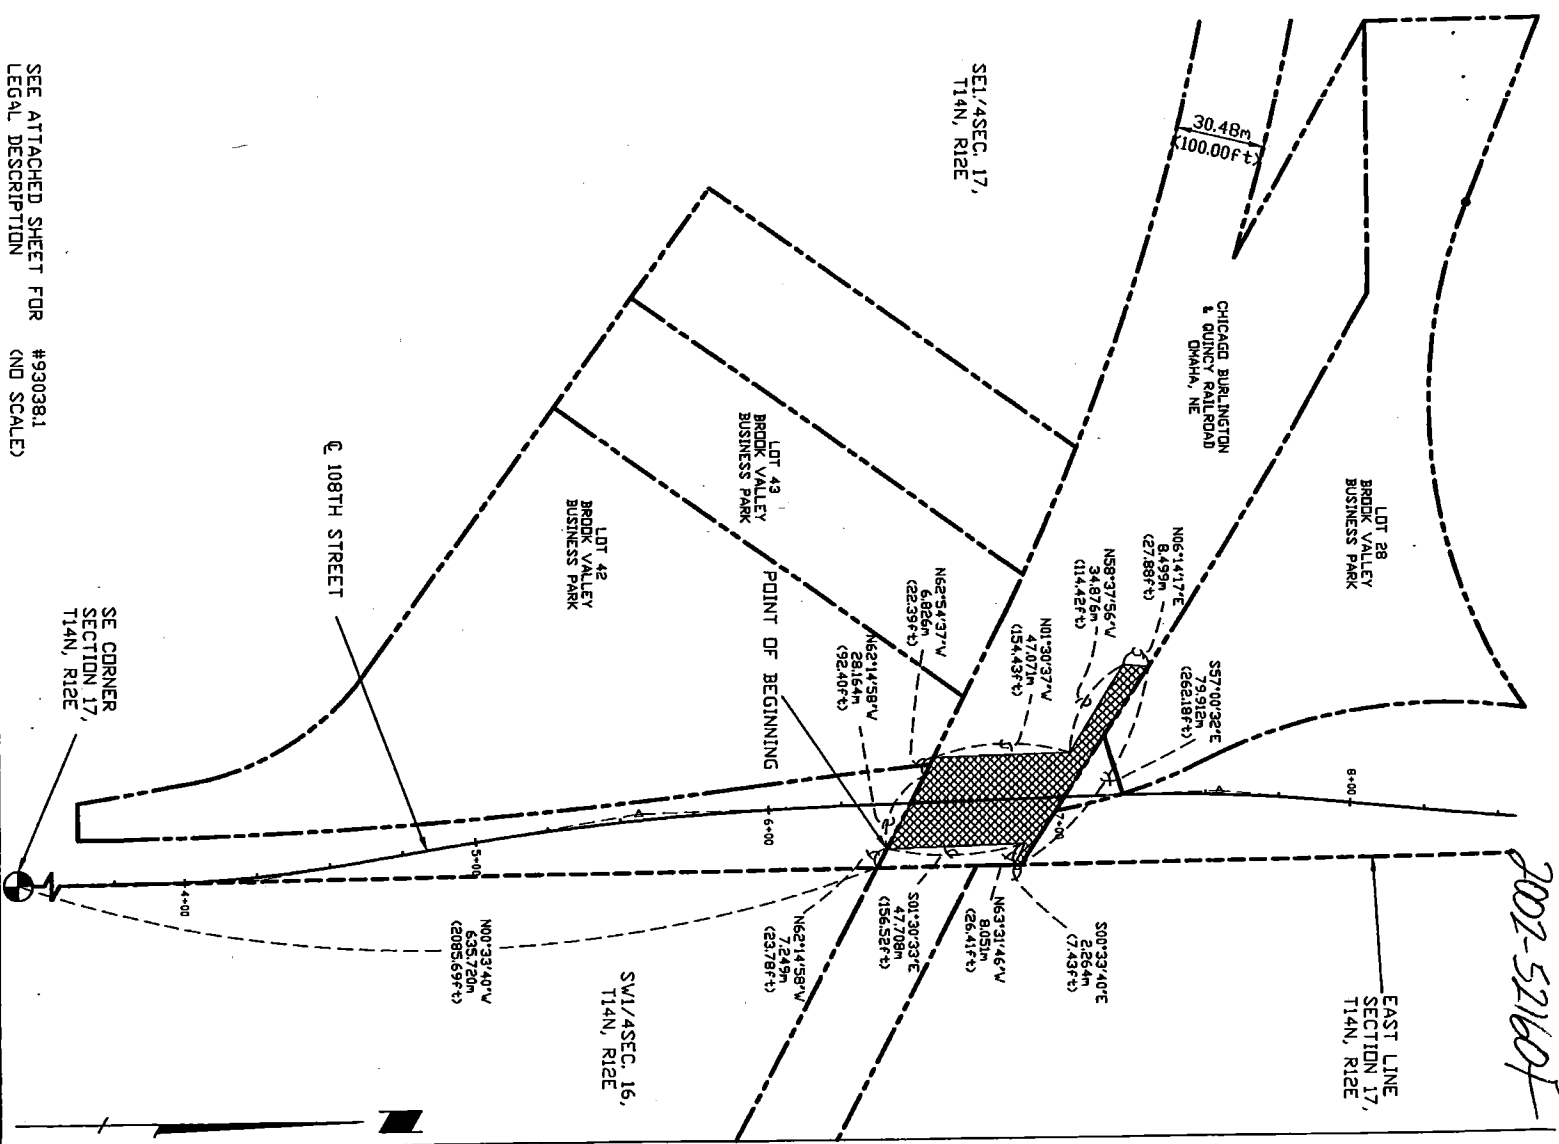 2002-52160F
EAST LINE
SECTION 17,
T14N, R12E
8+00
LOT 28
BROOK VALLEY
BUSINESS PARK
30.48m
(100.00ft)
CHICAGO BURLINGTON
& QUINCY RAILROAD
OMAHA, NE
S57°00'32"E
79.912m
(262.18ft)
N06°14'17"E
8.499m
(27.88ft)
N58°37'56"W
34.876m
(114.42ft)
N01°30'37"W
47.071m
(154.43ft)
N62°54'37"W
6.826m
(22.39ft)
N62°14'58"W
28.164m
(92.40ft)
7+00
S00°33'40"E
2.264m
(7.43ft)
N63°31'46"W
8.051m
(26.41ft)
S01°30'33"E
47.708m
(156.52ft)
N62°14'58"W
7.249m
(23.78ft)
SE1/4SEC. 17,
T14N, R12E
POINT OF BEGINNING
LOT 43
BROOK VALLEY
BUSINESS PARK
6+00
LOT 42
BROOK VALLEY
BUSINESS PARK
SW1/4SEC. 16,
T14N, R12E
5+00
N00°33'40"W
635.720m
(2085.69ft)
℄ 108TH STREET
4+00
SE CORNER
SECTION 17,
T14N, R12E
SEE ATTACHED SHEET FOR
LEGAL DESCRIPTION
#93038.1
(NO SCALE)